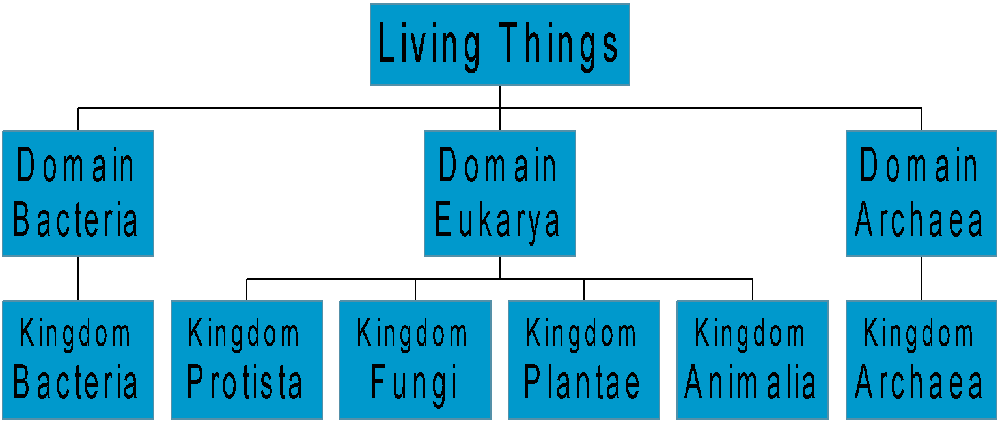 Living Things
Domain
Bacteria
Domain
Eukarya
Domain
Archaea
Kingdom
Bacteria
Kingdom
Protista
Kingdom
Fungi
Kingdom
Plantae
Kingdom
Animalia
Kingdom
Archaea